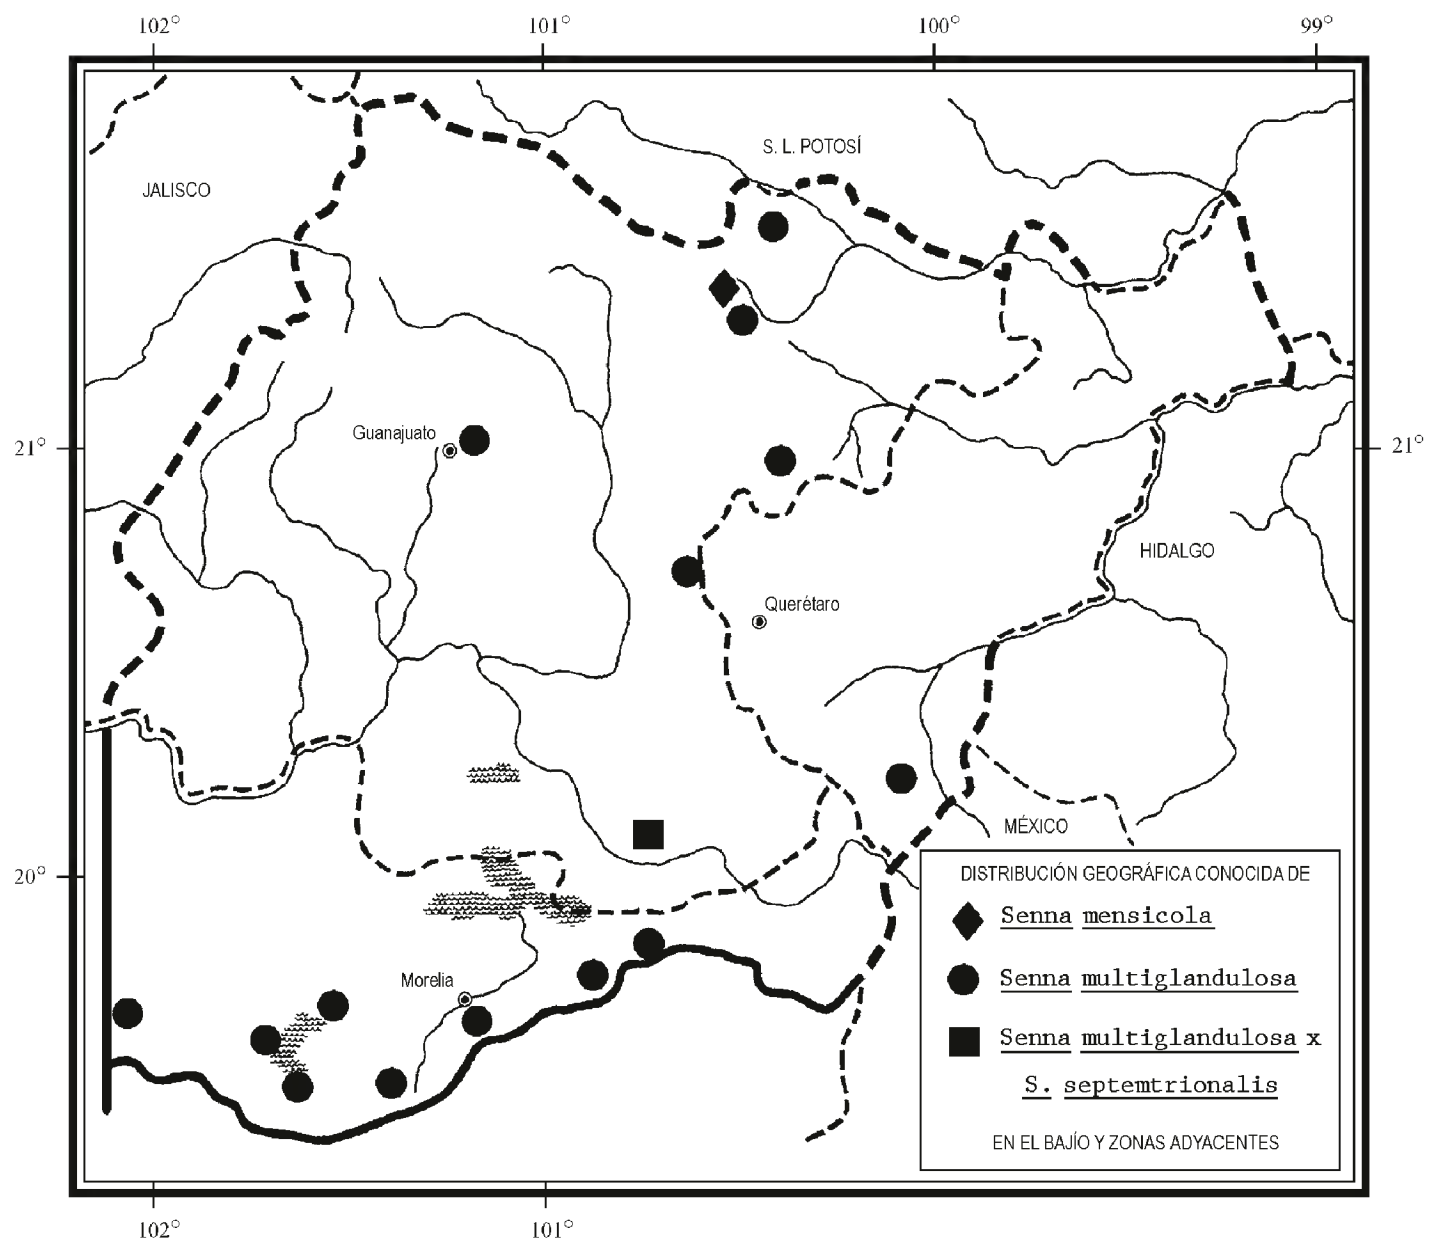 102° 101° 100° 99°
S. L. POTOSÍ
JALISCO
Guanajuato
21° 21°
HIDALGO
Querétaro
MÉXICO
20°
DISTRIBUCIÓN GEOGRÁFICA CONOCIDA DE
Senna mensicola
Morelia
Senna multiglandulosa
Senna multiglandulosa x
S. septemtrionalis
EN EL BAJÍO Y ZONAS ADYACENTES
102° 101°